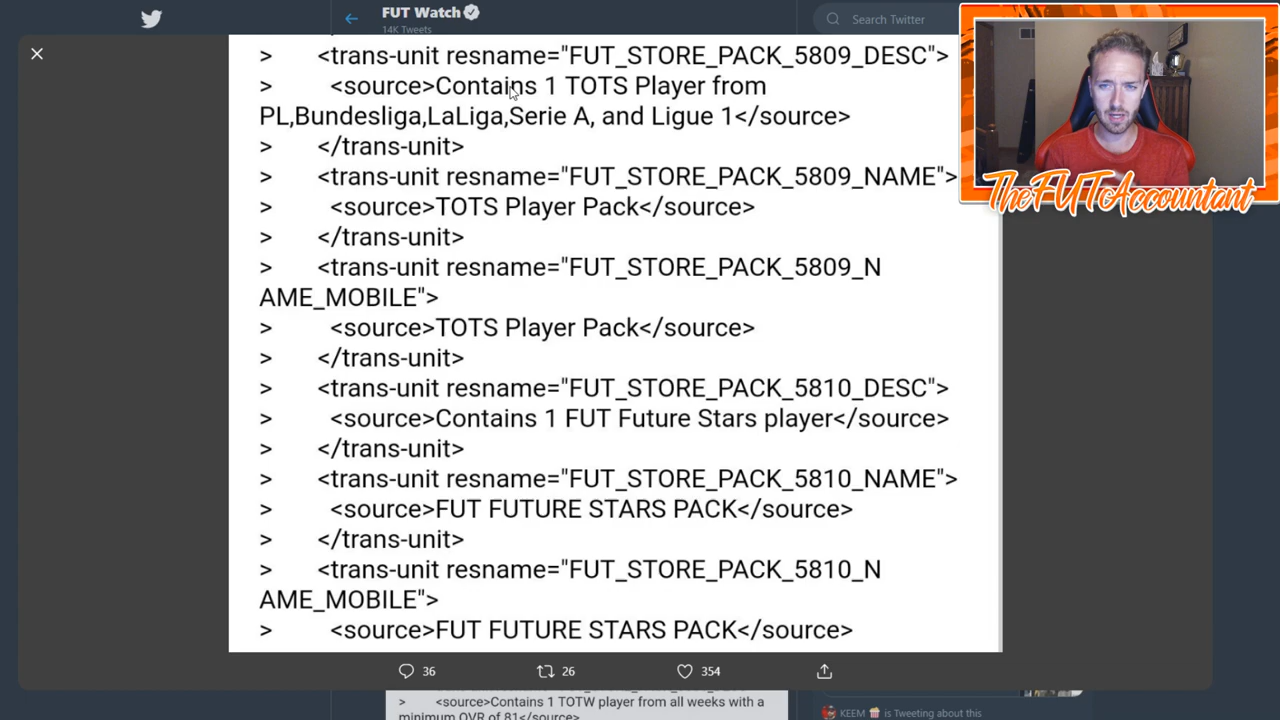 FUT Watch
14K Tweets
Search Twitter
> <trans-unit resname="FUT_STORE_PACK_5809_DESC">
> <source>Contains 1 TOTS Player from
PL,Bundesliga,LaLiga,Serie A, and Ligue 1</source>
> </trans-unit>
> <trans-unit resname="FUT_STORE_PACK_5809_NAME">
> <source>TOTS Player Pack</source>
> </trans-unit>
> <trans-unit resname="FUT_STORE_PACK_5809_N
AME_MOBILE">
> <source>TOTS Player Pack</source>
> </trans-unit>
> <trans-unit resname="FUT_STORE_PACK_5810_DESC">
> <source>Contains 1 FUT Future Stars player</source>
> </trans-unit>
> <trans-unit resname="FUT_STORE_PACK_5810_NAME">
> <source>FUT FUTURE STARS PACK</source>
> </trans-unit>
> <trans-unit resname="FUT_STORE_PACK_5810_N
AME_MOBILE">
> <source>FUT FUTURE STARS PACK</source>
TheFUTAccountant
36 26 354
> <source>Contains 1 TOTW player from all weeks with a
minimum OVR of 81</source>
KEEM 🍿 is Tweeting about this